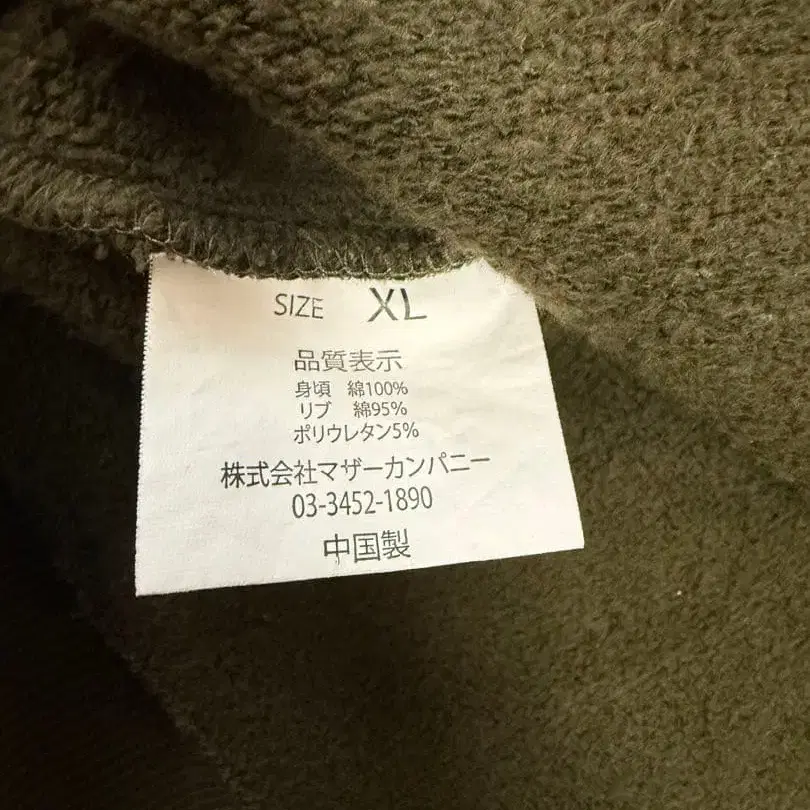 SIZE XL
品質表示
身頃 綿100%
リブ 綿95%
ポリウレタン5%
株式会社マザーカンパニー
03-3452-1890
中国製